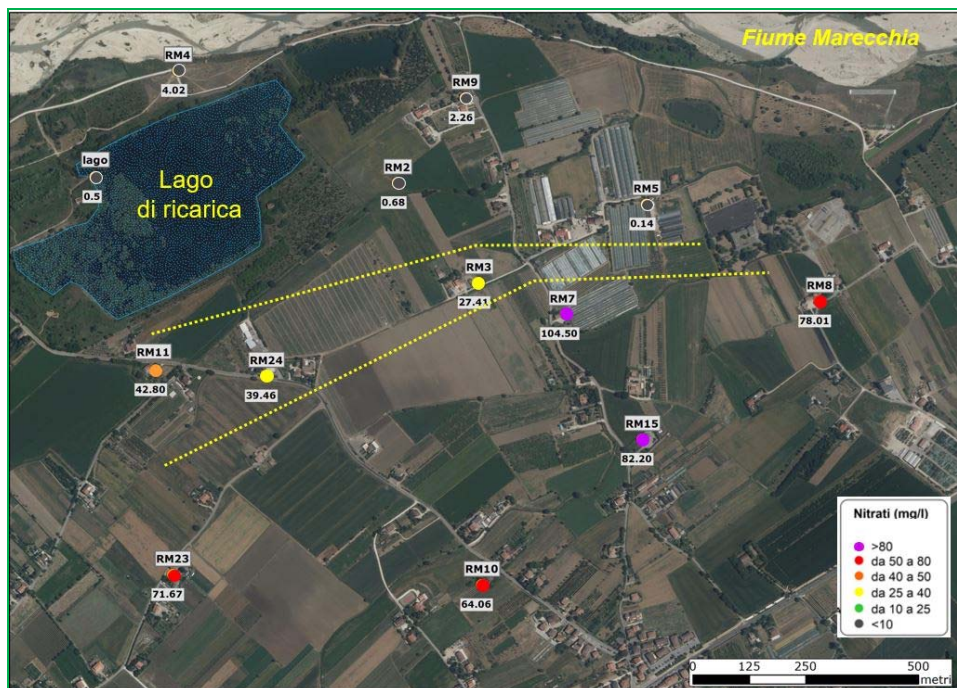 Fiume Marecchia
RM4
4.02
RM9
2.26
lago
0.5
Lago
di ricarica
RM2
0.68
RM5
0.14
RM3
27.41
RM7
104.50
RM8
78.01
RM11
42.80
RM24
39.46
RM15
82.20
RM23
71.67
RM10
64.06
Nitrati (mg/l)
>80
da 50 a 80
da 40 a 50
da 25 a 40
da 10 a 25
<10
0 125 250 500
metri